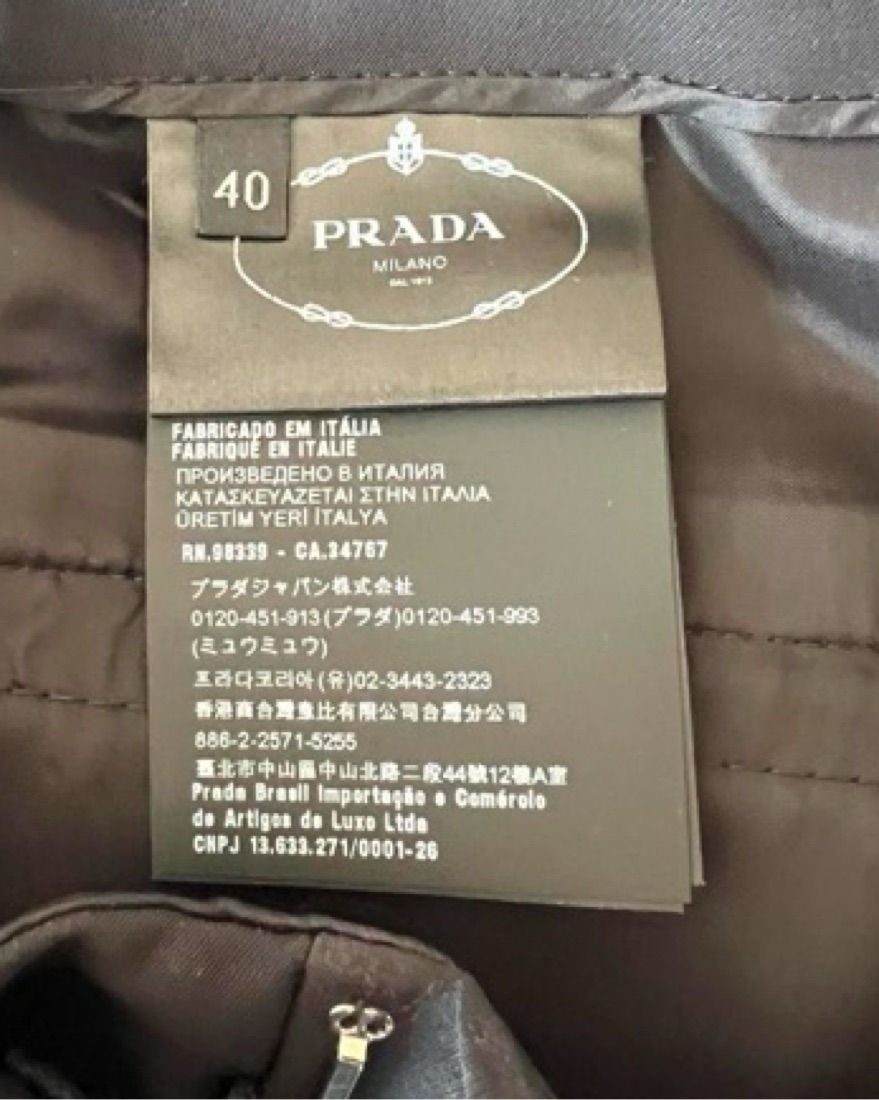 40
PRADA
MILANO
DAL 1913
FABRICADO EM ITÁLIA
FABRIQUÉ EN ITALIE
ПРОИЗВЕДЕНО В ИТАЛИЯ
ΚΑΤΑΣΚΕΥΑΖΕΤΑΙ ΣΤΗΝ ΙΤΑΛΙΑ
ÜRETİM YERİ İTALYA
RN.98339 - CA.34767
プラダジャパン株式会社
0120-451-913(プラダ)0120-451-993
(ミュウミュウ)
프라다코리아(유)02-3443-2323
香港商台灣意比有限公司台灣分公司
886-2-2571-5255
臺北市中山區中山北路二段44號12樓A室
Prada Brasil Importação e Comércio
de Artigos de Luxo Ltda
CNPJ 13.633.271/0001-26